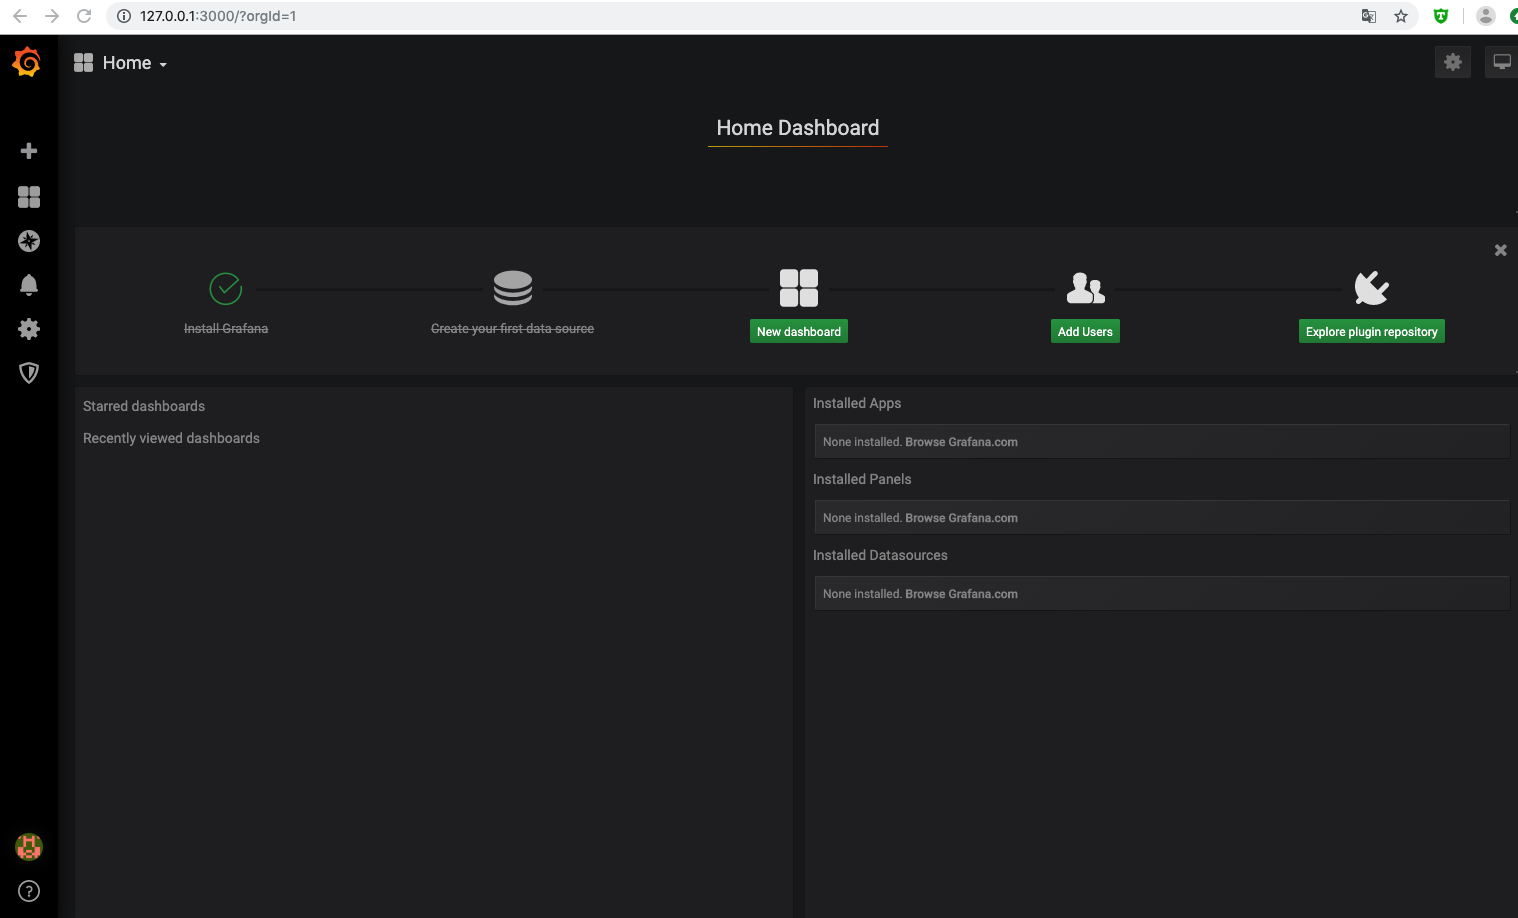 127.0.0.1:3000/?orgId=1
Home
Home Dashboard
Install Grafana
Create your first data source
New dashboard
Add Users
Explore plugin repository
Starred dashboards
Recently viewed dashboards
Installed Apps
None installed. Browse Grafana.com
Installed Panels
None installed. Browse Grafana.com
Installed Datasources
None installed. Browse Grafana.com